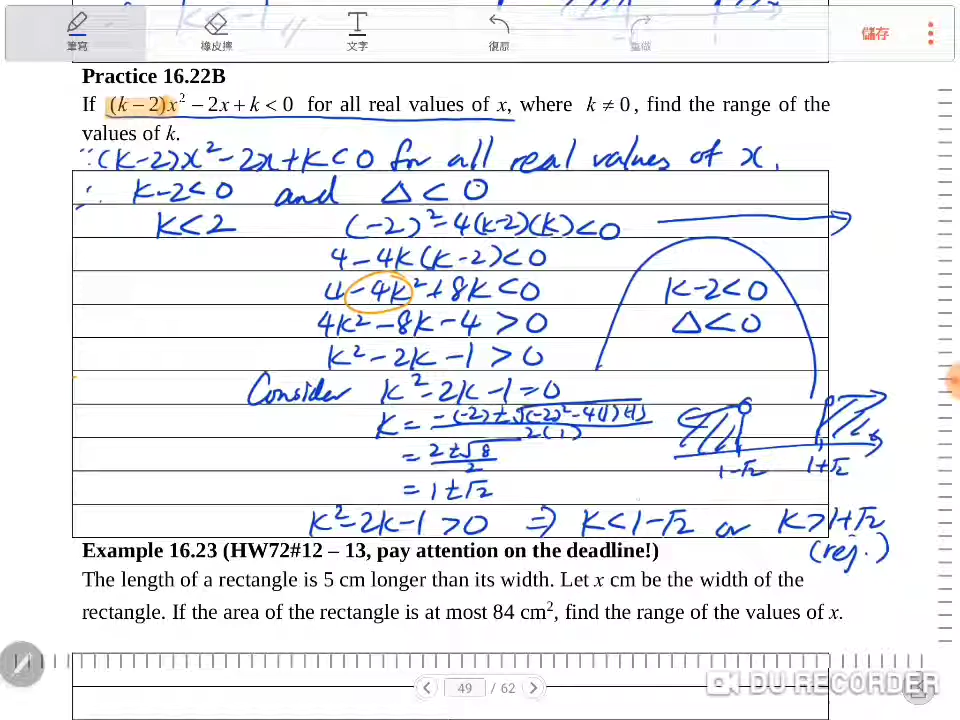 筆寫 橡皮擦 文字 復原 重做 儲存
Practice 16.22B
If (k − 2)x² − 2x + k < 0 for all real values of x, where k ≠ 0, find the range of the
values of k.
∵ (k-2)x² - 2x + k < 0 for all real values of x.
∴ k-2<0 and Δ < 0
k<2 (-2)² - 4(k-2)(k) < 0
4 - 4k(k-2) < 0
4 - 4k² + 8k < 0 k-2<0
4k² - 8k - 4 > 0 Δ<0
k² - 2k - 1 > 0
Consider k² - 2k - 1 = 0
k = -(-2) ± √(-2)² - 4(1)(-1) / 2(1)
= 2 ± √8 / 2
1-√2 1+√2
= 1 ± √2
k² - 2k - 1 > 0 ⇒ k < 1-√2 or k > 1+√2
(rej.)
Example 16.23 (HW72#12 – 13, pay attention on the deadline!)
The length of a rectangle is 5 cm longer than its width. Let x cm be the width of the
rectangle. If the area of the rectangle is at most 84 cm², find the range of the values of x.
49 / 62
DU RECORDER